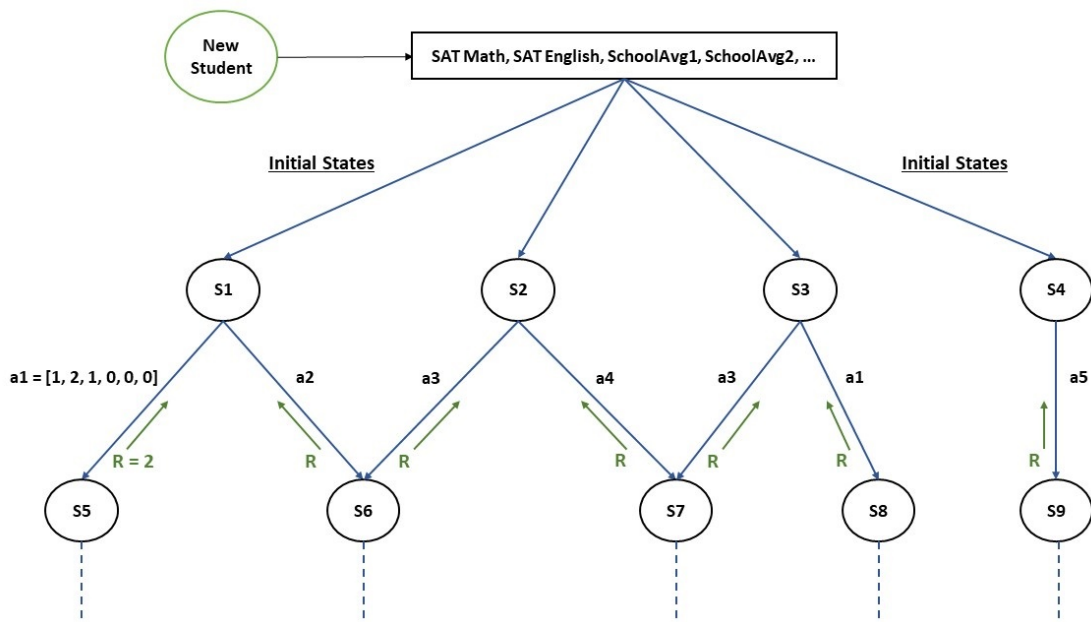 New
Student
SAT Math, SAT English, SchoolAvg1, SchoolAvg2, ...
Initial States
Initial States
S1
S2
S3
S4
a1 = [1, 2, 1, 0, 0, 0]
a2
a3
a4
a3
a1
a5
R = 2
R
R
R
R
R
R
S5
S6
S7
S8
S9